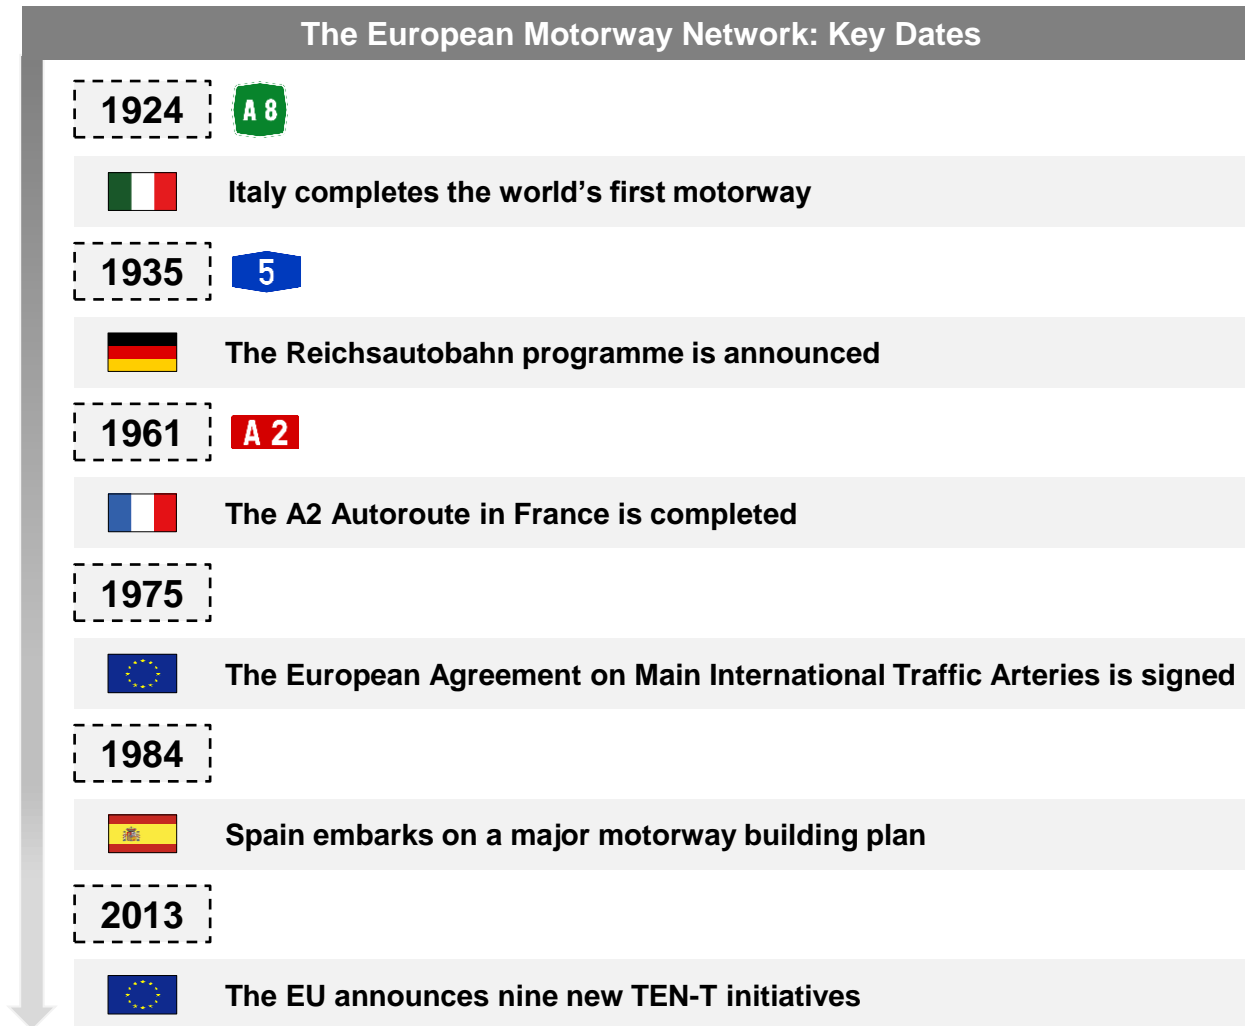 The European Motorway Network: Key Dates
1924 A 8
Italy completes the world’s first motorway
1935 5
The Reichsautobahn programme is announced
1961 A 2
The A2 Autoroute in France is completed
1975
The European Agreement on Main International Traffic Arteries is signed
1984
Spain embarks on a major motorway building plan
2013
The EU announces nine new TEN-T initiatives